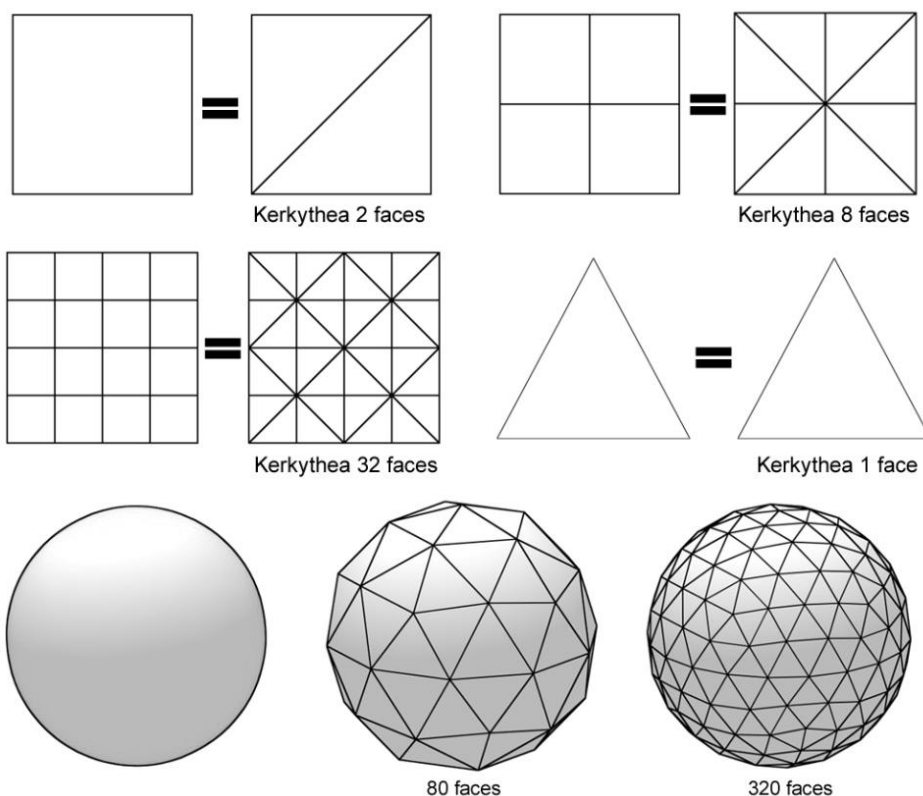 Kerkythea 2 faces
Kerkythea 8 faces
Kerkythea 32 faces
Kerkythea 1 face
80 faces
320 faces